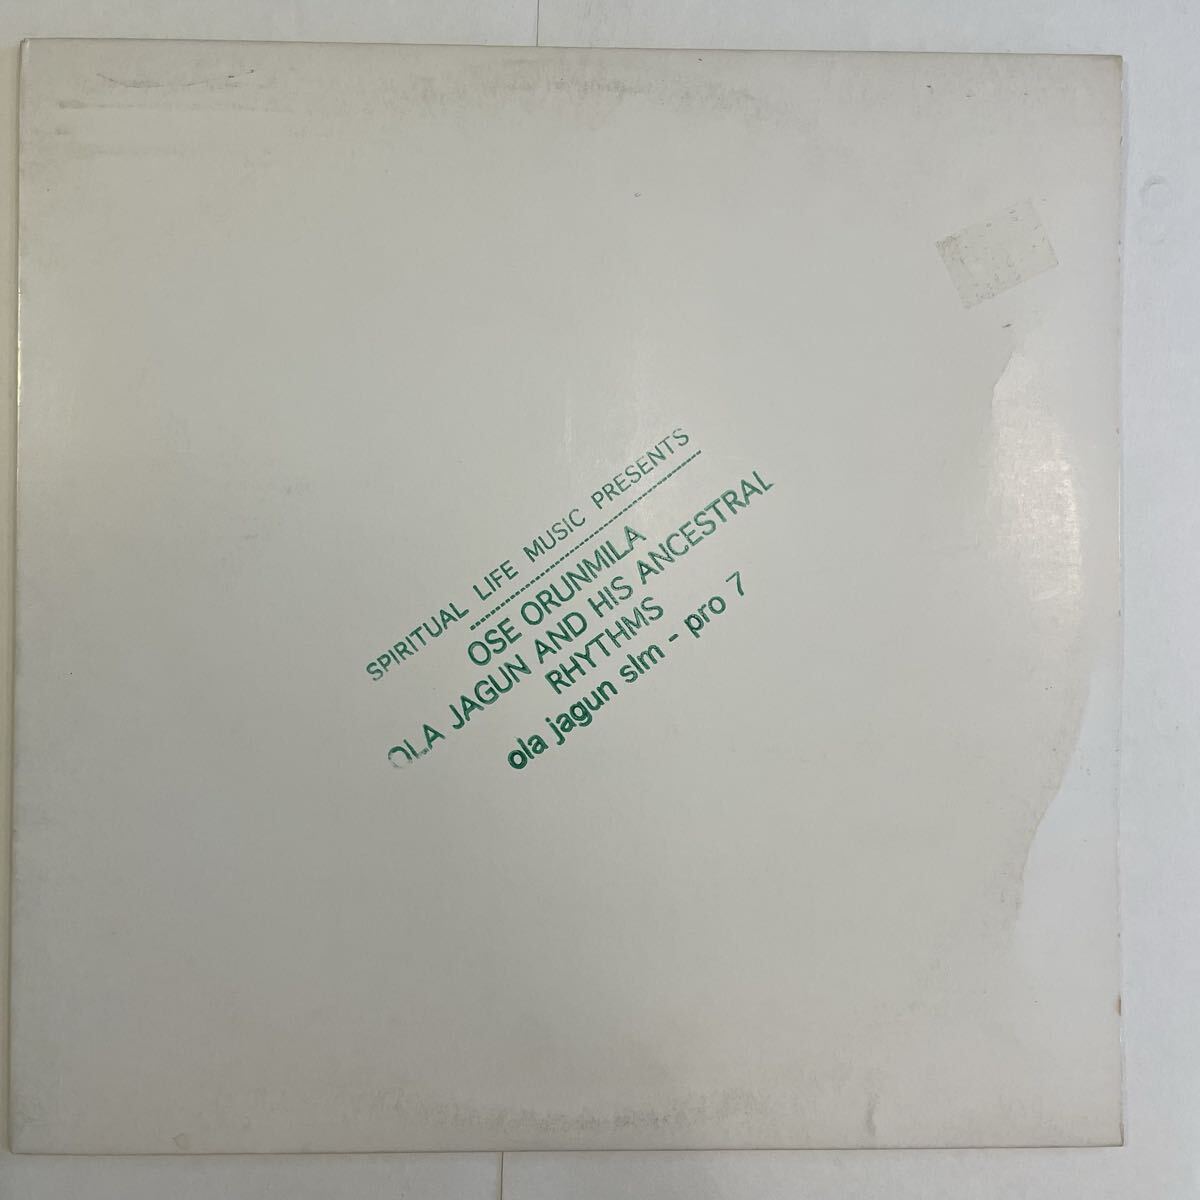 SPIRITUAL LIFE MUSIC PRESENTS
OSE ORUNMILA
OLA JAGUN AND HIS ANCESTRAL
RHYTHMS
ola jagun slm - pro 7